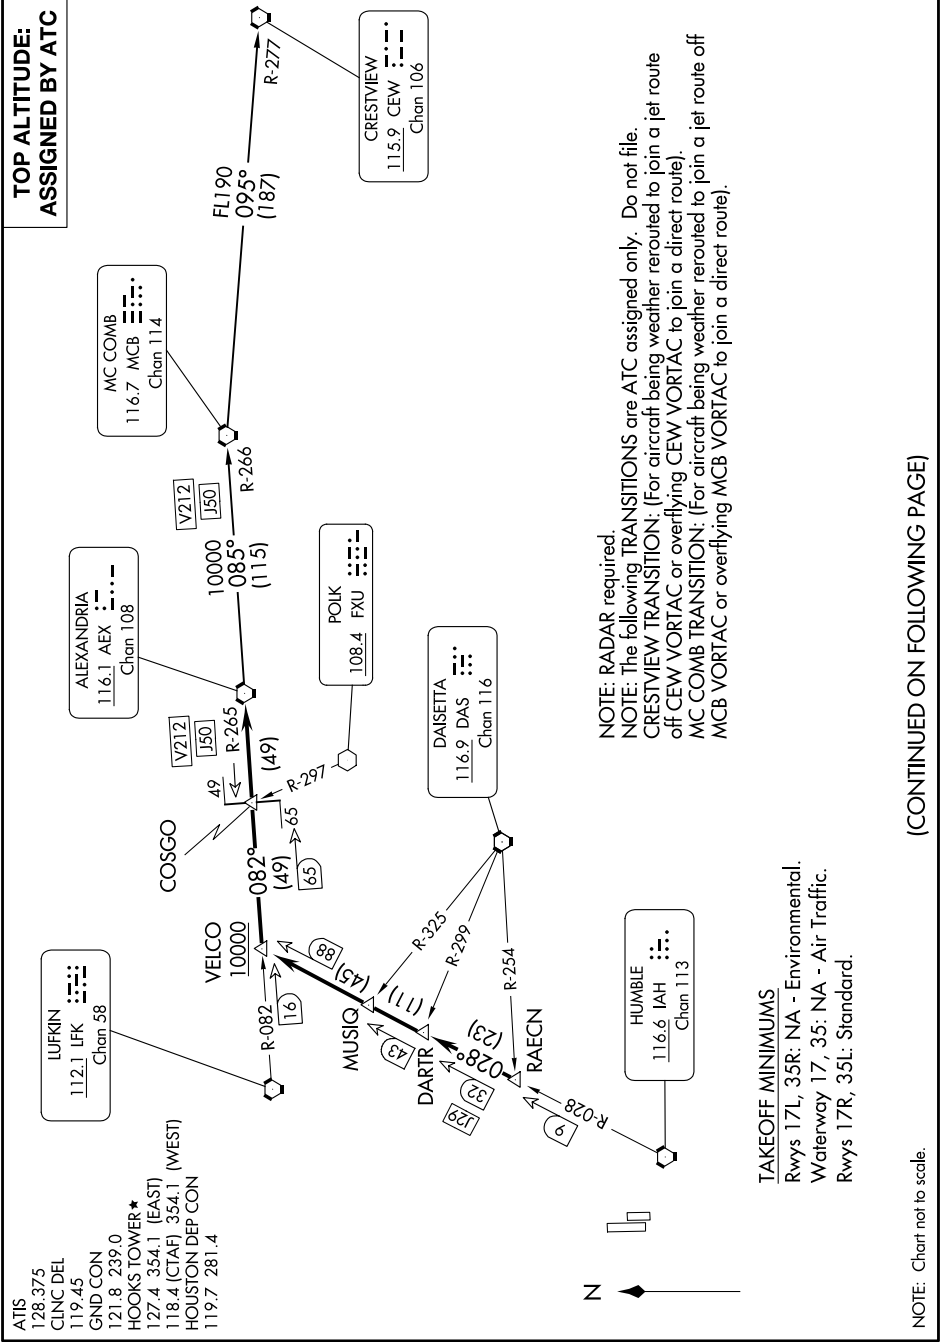 TOP ALTITUDE:
ASSIGNED BY ATC
ATIS
128.375
CLNC DEL
119.45
GND CON
121.8 239.0
HOOKS TOWER★
127.4 354.1 (EAST)
118.4 (CTAF) 354.1 (WEST)
HOUSTON DEP CON
119.7 281.4
LUFKIN
112.1 LFK
Chan 58
ALEXANDRIA
116.1 AEX
Chan 108
MC COMB
116.7 MCB
Chan 114
CRESTVIEW
115.9 CEW
Chan 106
POLK
108.4 FXU
DAISETTA
116.9 DAS
Chan 116
HUMBLE
116.6 IAH
Chan 113
FL190
095°
(187)
R-277
V212
J50
10000
085°
(115)
R-266
V212
J50
R-265
(49)
49
COSGO
R-297
65
65
082°
(49)
VELCO
10000
R-082
16
88
(45)
MUSIQ
R-325
43
(11)
DARTR
R-299
32
J29
(23)
028°
R-254
RAECN
9
R-028
N
NOTE: RADAR required.
NOTE: The following TRANSITIONS are ATC assigned only. Do not file.
CRESTVIEW TRANSITION: (For aircraft being weather rerouted to join a jet route
off CEW VORTAC or overflying CEW VORTAC to join a direct route).
MC COMB TRANSITION: (For aircraft being weather rerouted to join a jet route off
MCB VORTAC or overflying MCB VORTAC to join a direct route).
TAKEOFF MINIMUMS
Rwys 17L, 35R: NA - Environmental.
Waterway 17, 35: NA - Air Traffic.
Rwys 17R, 35L: Standard.
(CONTINUED ON FOLLOWING PAGE)
NOTE: Chart not to scale.